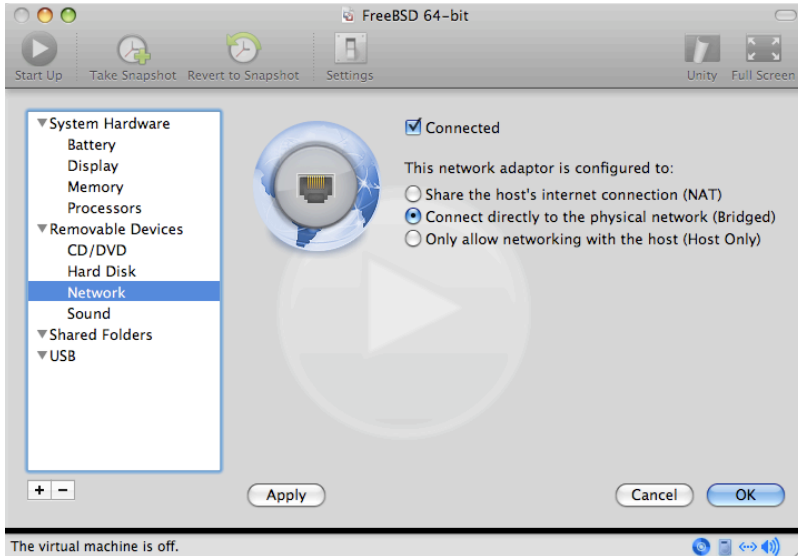 FreeBSD 64-bit
Start Up Take Snapshot Revert to Snapshot Settings Unity Full Screen
System Hardware
Battery
Display
Memory
Processors
Removable Devices
CD/DVD
Hard Disk
Network
Sound
Shared Folders
USB
Connected
This network adaptor is configured to:
Share the host's internet connection (NAT)
Connect directly to the physical network (Bridged)
Only allow networking with the host (Host Only)
+ −
Apply Cancel OK
The virtual machine is off.